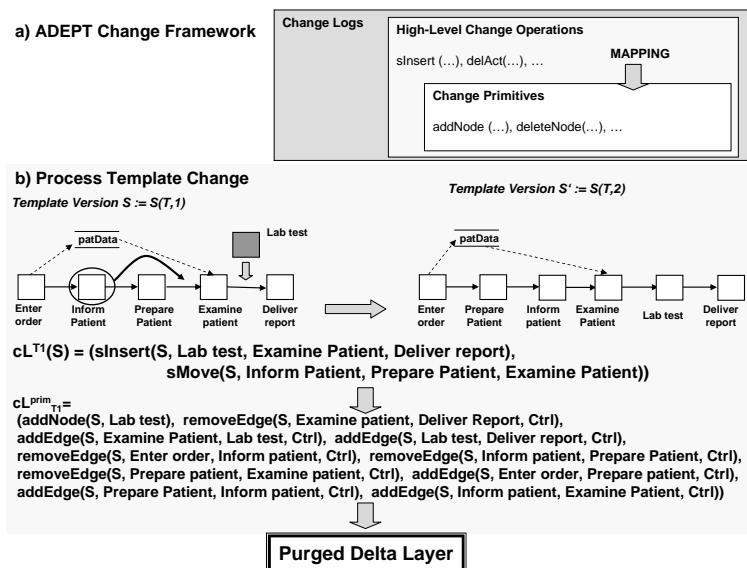 a) ADEPT Change Framework
Change Logs
High-Level Change Operations
sInsert (…), delAct(…), …
MAPPING
Change Primitives
addNode (…), deleteNode(…), …
b) Process Template Change
Template Version S := S(T,1)
Template Version S‘ := S(T,2)
patData
Lab test
Enter order
Inform Patient
Prepare Patient
Examine patient
Deliver report
patData
Enter order
Prepare Patient
Inform patient
Examine Patient
Lab test
Deliver report
cL^T1(S) = (sInsert(S, Lab test, Examine Patient, Deliver report),
sMove(S, Inform Patient, Prepare Patient, Examine Patient))
cL^prim_T1=
(addNode(S, Lab test), removeEdge(S, Examine patient, Deliver Report, Ctrl),
addEdge(S, Examine Patient, Lab test, Ctrl), addEdge(S, Lab test, Deliver report, Ctrl),
removeEdge(S, Enter order, Inform patient, Ctrl), removeEdge(S, Inform patient, Prepare Patient, Ctrl),
removeEdge(S, Prepare patient, Examine patient, Ctrl), addEdge(S, Enter order, Prepare patient, Ctrl),
addEdge(S, Prepare Patient, Inform patient, Ctrl), addEdge(S, Inform patient, Examine Patient, Ctrl))
Purged Delta Layer